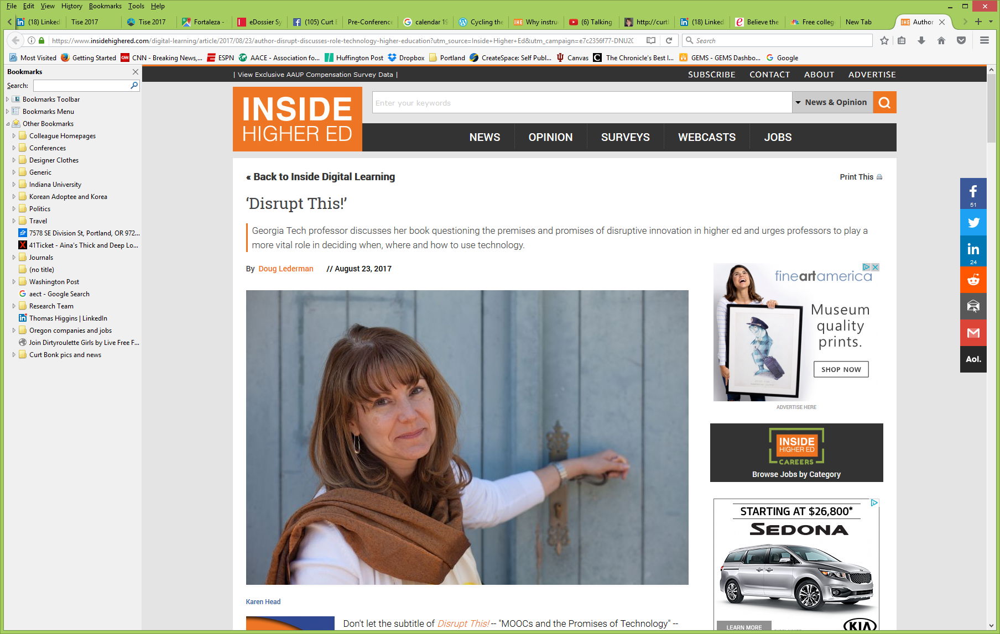 File Edit View History Bookmarks Tools Help
(18) Linked Tise 2017 Tise 2017 Fortaleza - eDossier Sy (105) Curt B Pre-Conference calendar 19 Cycling the Why instru (6) Talking http://curt (18) Linked Believe the Free colleg New Tab Author
https://www.insidehighered.com/digital-learning/article/2017/08/23/author-disrupt-discusses-role-technology-higher-education?utm_source=Inside+Higher+Ed&utm_campaign=e7c2356f77-DNU20 Search
Most Visited Getting Started CNN - Breaking News,... ESPN AACE - Association fo... Huffington Post Dropbox Portland CreateSpace: Self Publ... Canvas The Chronicle's Best I... GEMS - GEMS Dashbo... Google
Bookmarks
Search:
Bookmarks Toolbar
Bookmarks Menu
Other Bookmarks
Colleague Homepages
Conferences
Designer Clothes
Generic
Indiana University
Korean Adoptee and Korea
Politics
Travel
7578 SE Division St, Portland, OR 972...
41Ticket - Aina's Thick and Deep Lo...
Journals
(no title)
Washington Post
aect - Google Search
Research Team
Thomas Higgins | LinkedIn
Oregon companies and jobs
Join Dirtyroulette Girls by Live Free F...
Curt Bonk pics and news
| View Exclusive AAUP Compensation Survey Data |
SUBSCRIBE CONTACT ABOUT ADVERTISE
INSIDE
HIGHER ED
Enter your keywords
News & Opinion
NEWS OPINION SURVEYS WEBCASTS JOBS
« Back to Inside Digital Learning
Print This
‘Disrupt This!’
Georgia Tech professor discusses her book questioning the premises and promises of disruptive innovation in higher ed and urges professors to play a
more vital role in deciding when, where and how to use technology.
By Doug Lederman // August 23, 2017
Karen Head
Don't let the subtitle of Disrupt This! -- "MOOCs and the Promises of Technology" --
fineartamerica
Museum
quality
prints.
SHOP NOW
ADVERTISE HERE
INSIDE
HIGHER ED
CAREERS
Browse Jobs by Category
STARTING AT $26,800*
SEDONA
LEARN MORE
KIA
51
24
Aol.